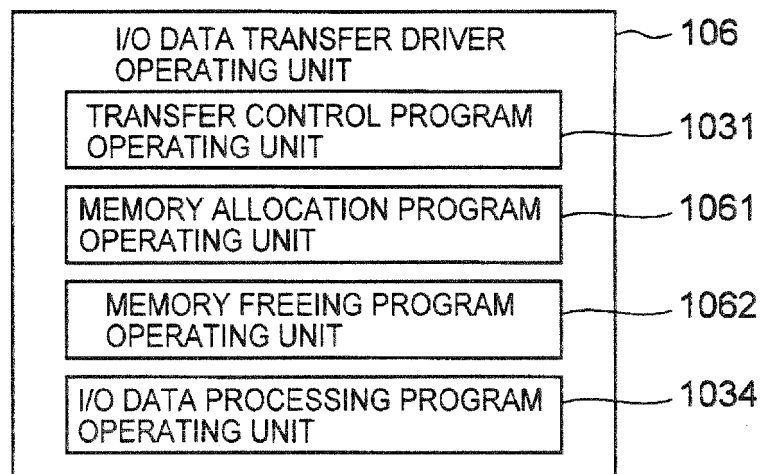 I/O DATA TRANSFER DRIVER
OPERATING UNIT
106
TRANSFER CONTROL PROGRAM
OPERATING UNIT
1031
MEMORY ALLOCATION PROGRAM
OPERATING UNIT
1061
MEMORY FREEING PROGRAM
OPERATING UNIT
1062
I/O DATA PROCESSING PROGRAM
OPERATING UNIT
1034